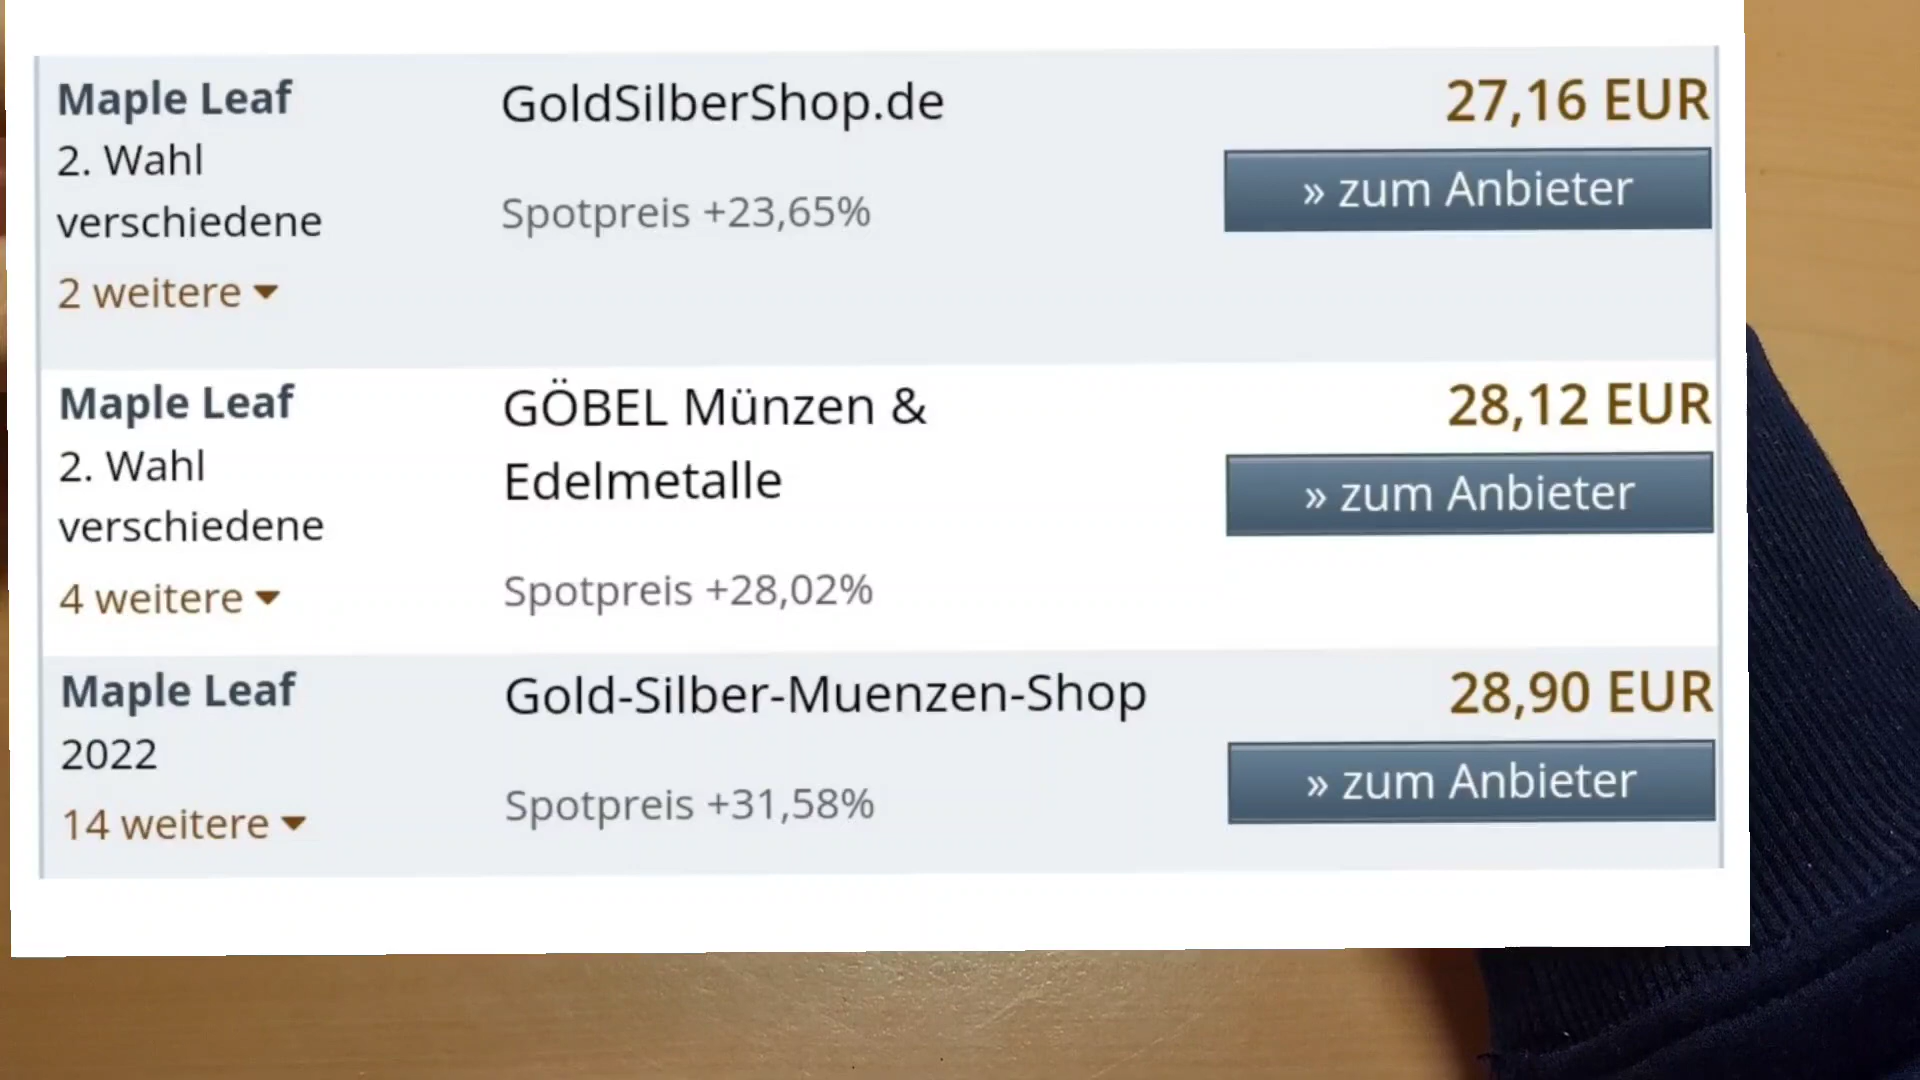 Maple Leaf
GoldSilberShop.de
27,16 EUR
2. Wahl
» zum Anbieter
verschiedene
Spotpreis +23,65%
2 weitere
Maple Leaf
GÖBEL Münzen &
28,12 EUR
2. Wahl
Edelmetalle
» zum Anbieter
verschiedene
4 weitere
Spotpreis +28,02%
Maple Leaf
Gold-Silber-Muenzen-Shop
28,90 EUR
2022
» zum Anbieter
14 weitere
Spotpreis +31,58%